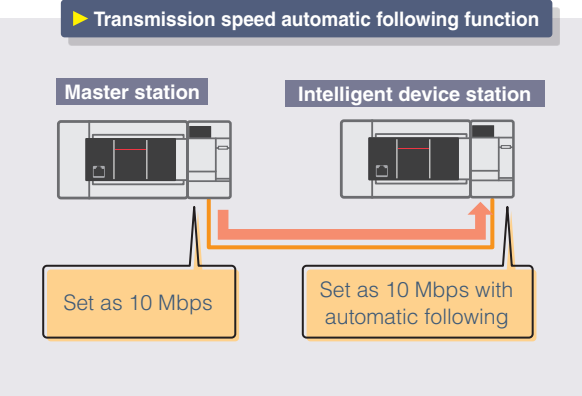 Transmission speed automatic following function
Master station
Intelligent device station
Set as 10 Mbps
Set as 10 Mbps with
automatic following